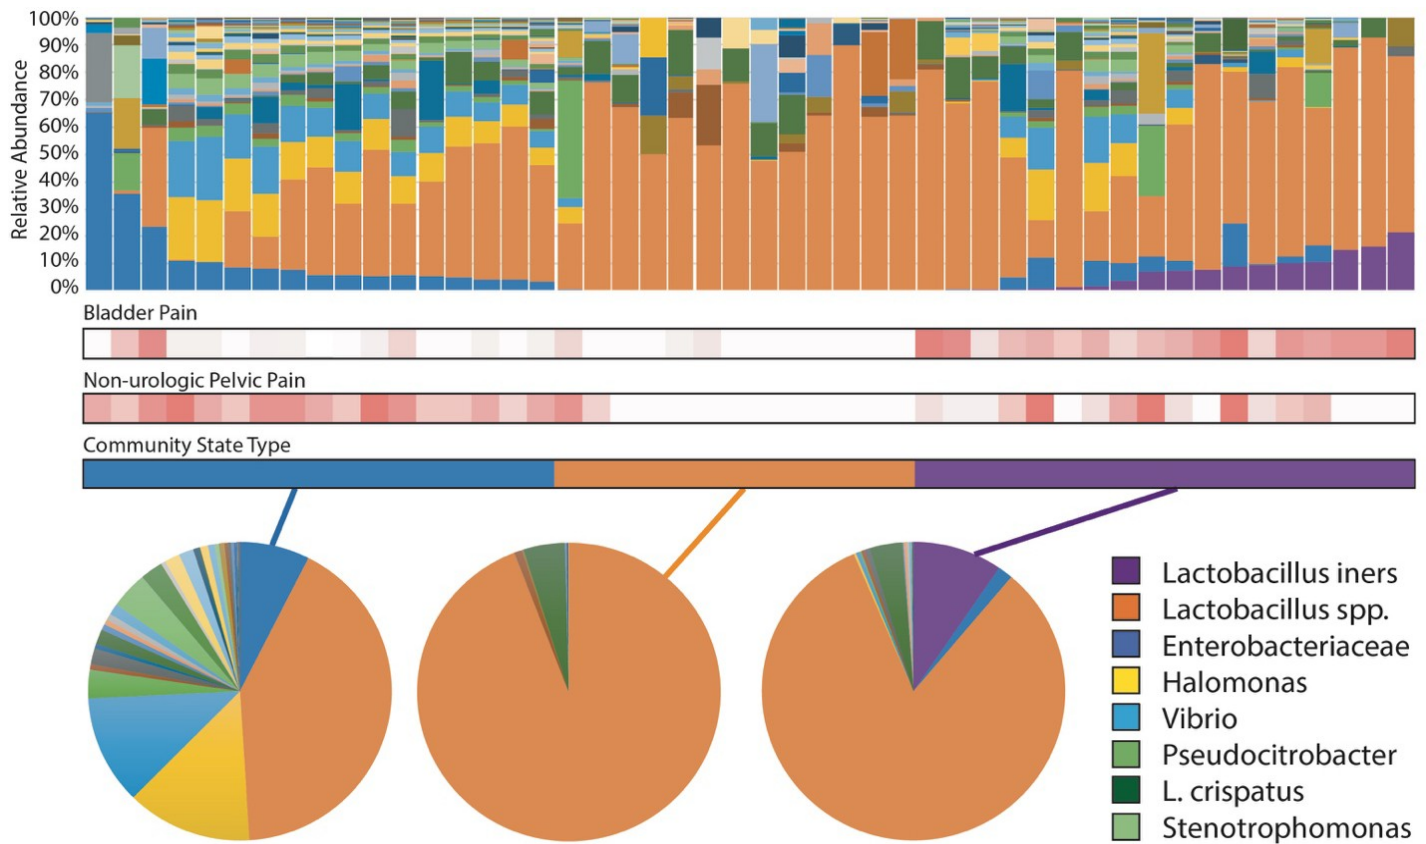 Relative Abundance
100%
90%
80%
70%
60%
50%
40%
30%
20%
10%
0%
Bladder Pain
Non-urologic Pelvic Pain
Community State Type
Lactobacillus iners
Lactobacillus spp.
Enterobacteriaceae
Halomonas
Vibrio
Pseudocitrobacter
L. crispatus
Stenotrophomonas